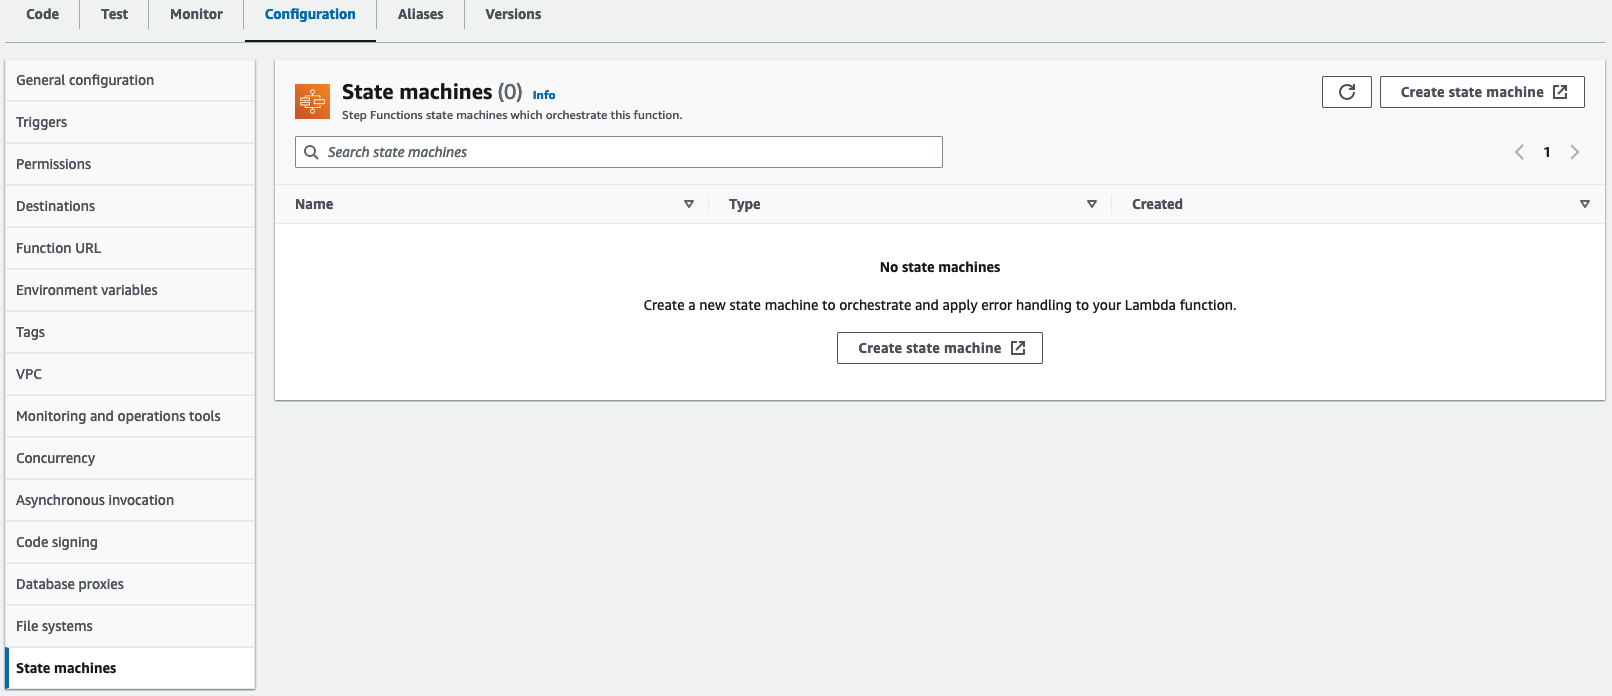 Code Test Monitor Configuration Aliases Versions
General configuration
Triggers
Permissions
Destinations
Function URL
Environment variables
Tags
VPC
Monitoring and operations tools
Concurrency
Asynchronous invocation
Code signing
Database proxies
File systems
State machines
State machines (0) Info
Step Functions state machines which orchestrate this function.
Create state machine
Search state machines
1
Name Type Created
No state machines
Create a new state machine to orchestrate and apply error handling to your Lambda function.
Create state machine